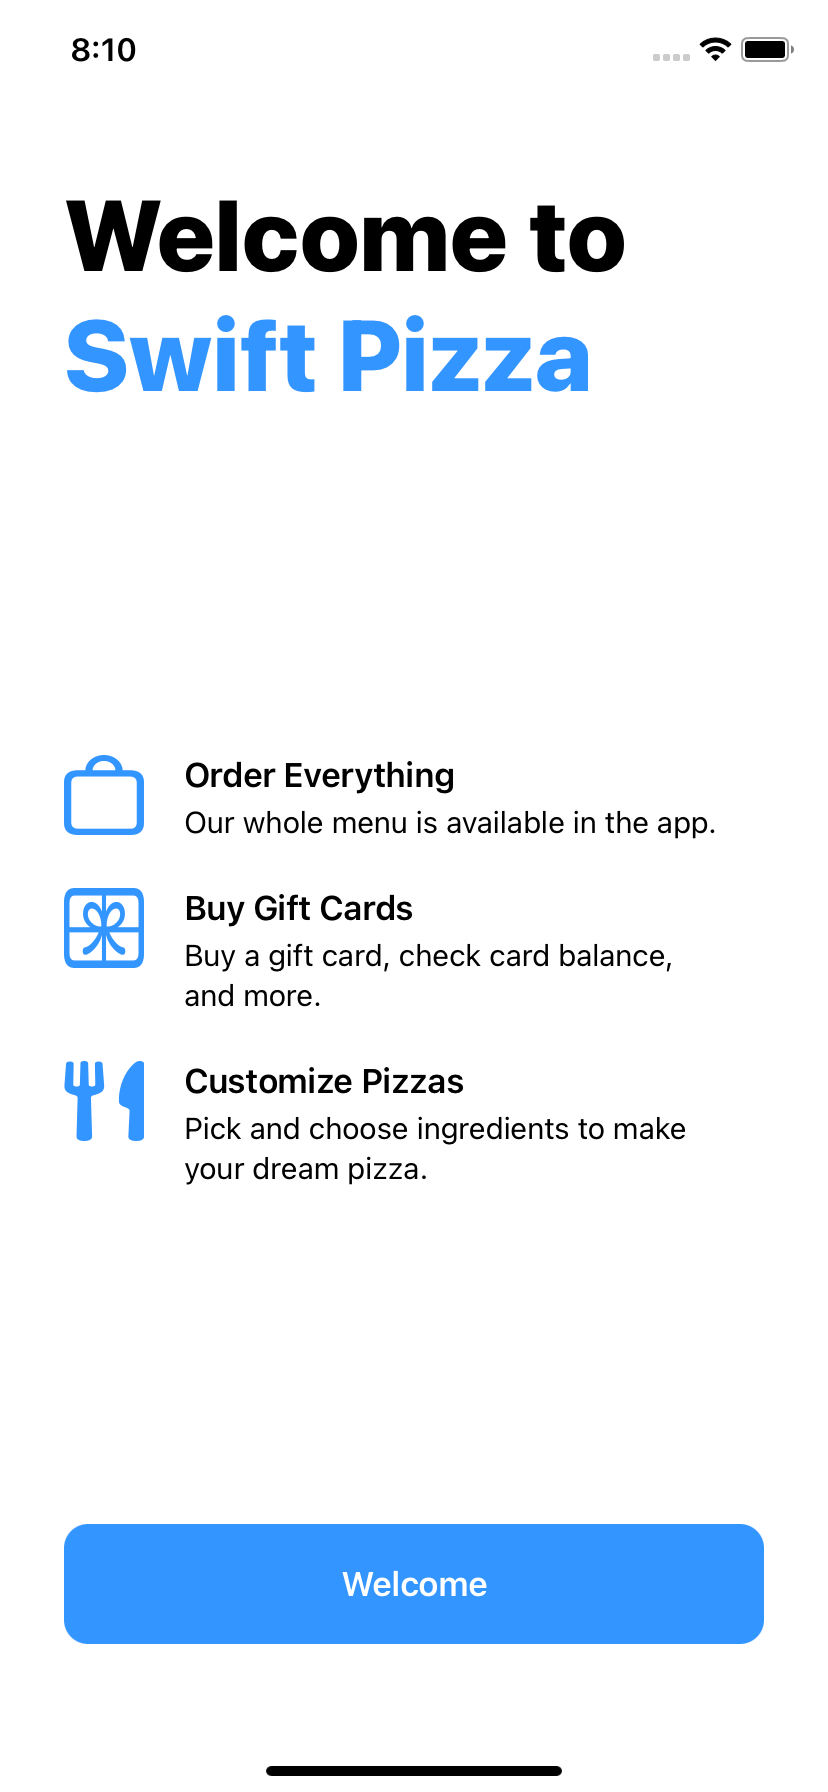 8:10
Welcome to
Swift Pizza
Order Everything
Our whole menu is available in the app.
Buy Gift Cards
Buy a gift card, check card balance,
and more.
Customize Pizzas
Pick and choose ingredients to make
your dream pizza.
Welcome